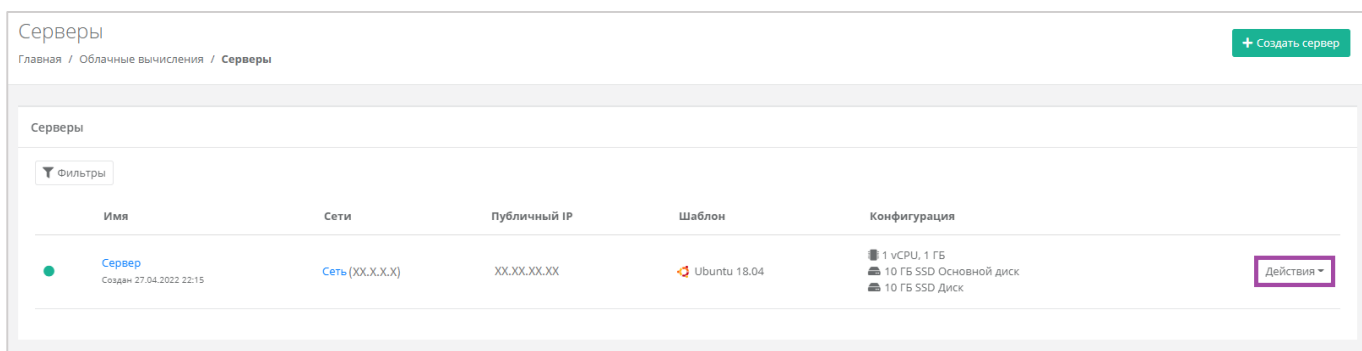 Серверы
+ Создать сервер
Главная / Облачные вычисления / Серверы
Серверы
Фильтры
Имя Сети Публичный IP Шаблон Конфигурация
Сервер
Создан 27.04.2022 22:15
Сеть (XX.X.X.X)
XX.XX.XX.XX
Ubuntu 18.04
1 vCPU, 1 ГБ
10 ГБ SSD Основной диск
10 ГБ SSD Диск
Действия